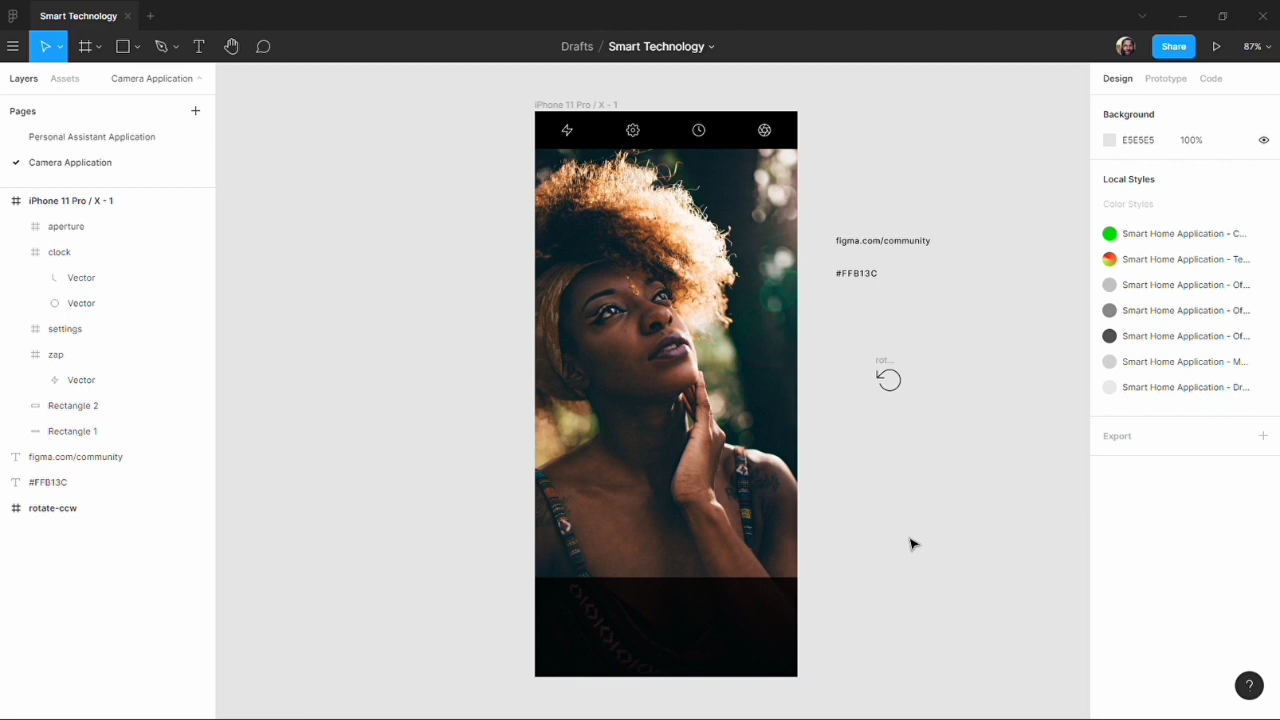 Smart Technology
Drafts / Smart Technology
Share
87%
Layers
Assets
Camera Application
Pages
Personal Assistant Application
Camera Application
iPhone 11 Pro / X - 1
aperture
clock
Vector
Vector
settings
zap
Vector
Rectangle 2
Rectangle 1
figma.com/community
#FFB13C
rotate-ccw
iPhone 11 Pro / X - 1
figma.com/community
#FFB13C
rot...
Design
Prototype
Code
Background
E5E5E5
100%
Local Styles
Color Styles
Smart Home Application - C...
Smart Home Application - Te...
Smart Home Application - Of...
Smart Home Application - Of...
Smart Home Application - Of...
Smart Home Application - M...
Smart Home Application - Dr...
Export
?